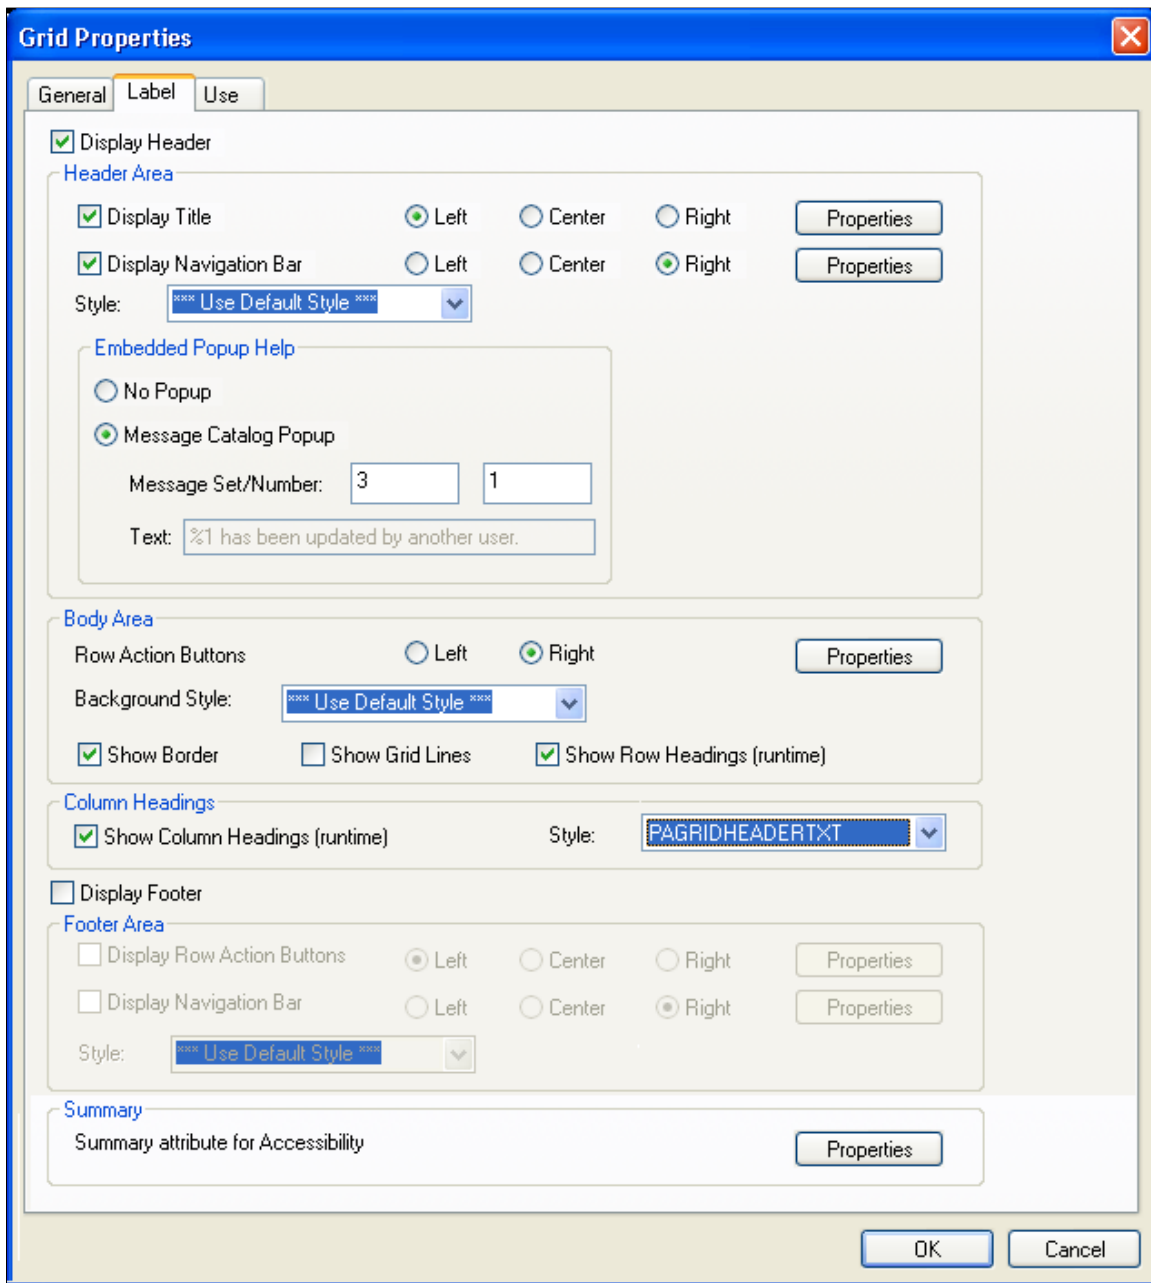 Grid Properties
General Label Use
Display Header
Header Area
Display Title Left Center Right Properties
Display Navigation Bar Left Center Right Properties
Style: *** Use Default Style ***
Embedded Popup Help
No Popup
Message Catalog Popup
Message Set/Number: 3 1
Text: %1 has been updated by another user.
Body Area
Row Action Buttons Left Right Properties
Background Style: *** Use Default Style ***
Show Border Show Grid Lines Show Row Headings (runtime)
Column Headings
Show Column Headings (runtime) Style: PAGRIDHEADERTXT
Display Footer
Footer Area
Display Row Action Buttons Left Center Right Properties
Display Navigation Bar Left Center Right Properties
Style: *** Use Default Style ***
Summary
Summary attribute for Accessibility Properties
OK Cancel